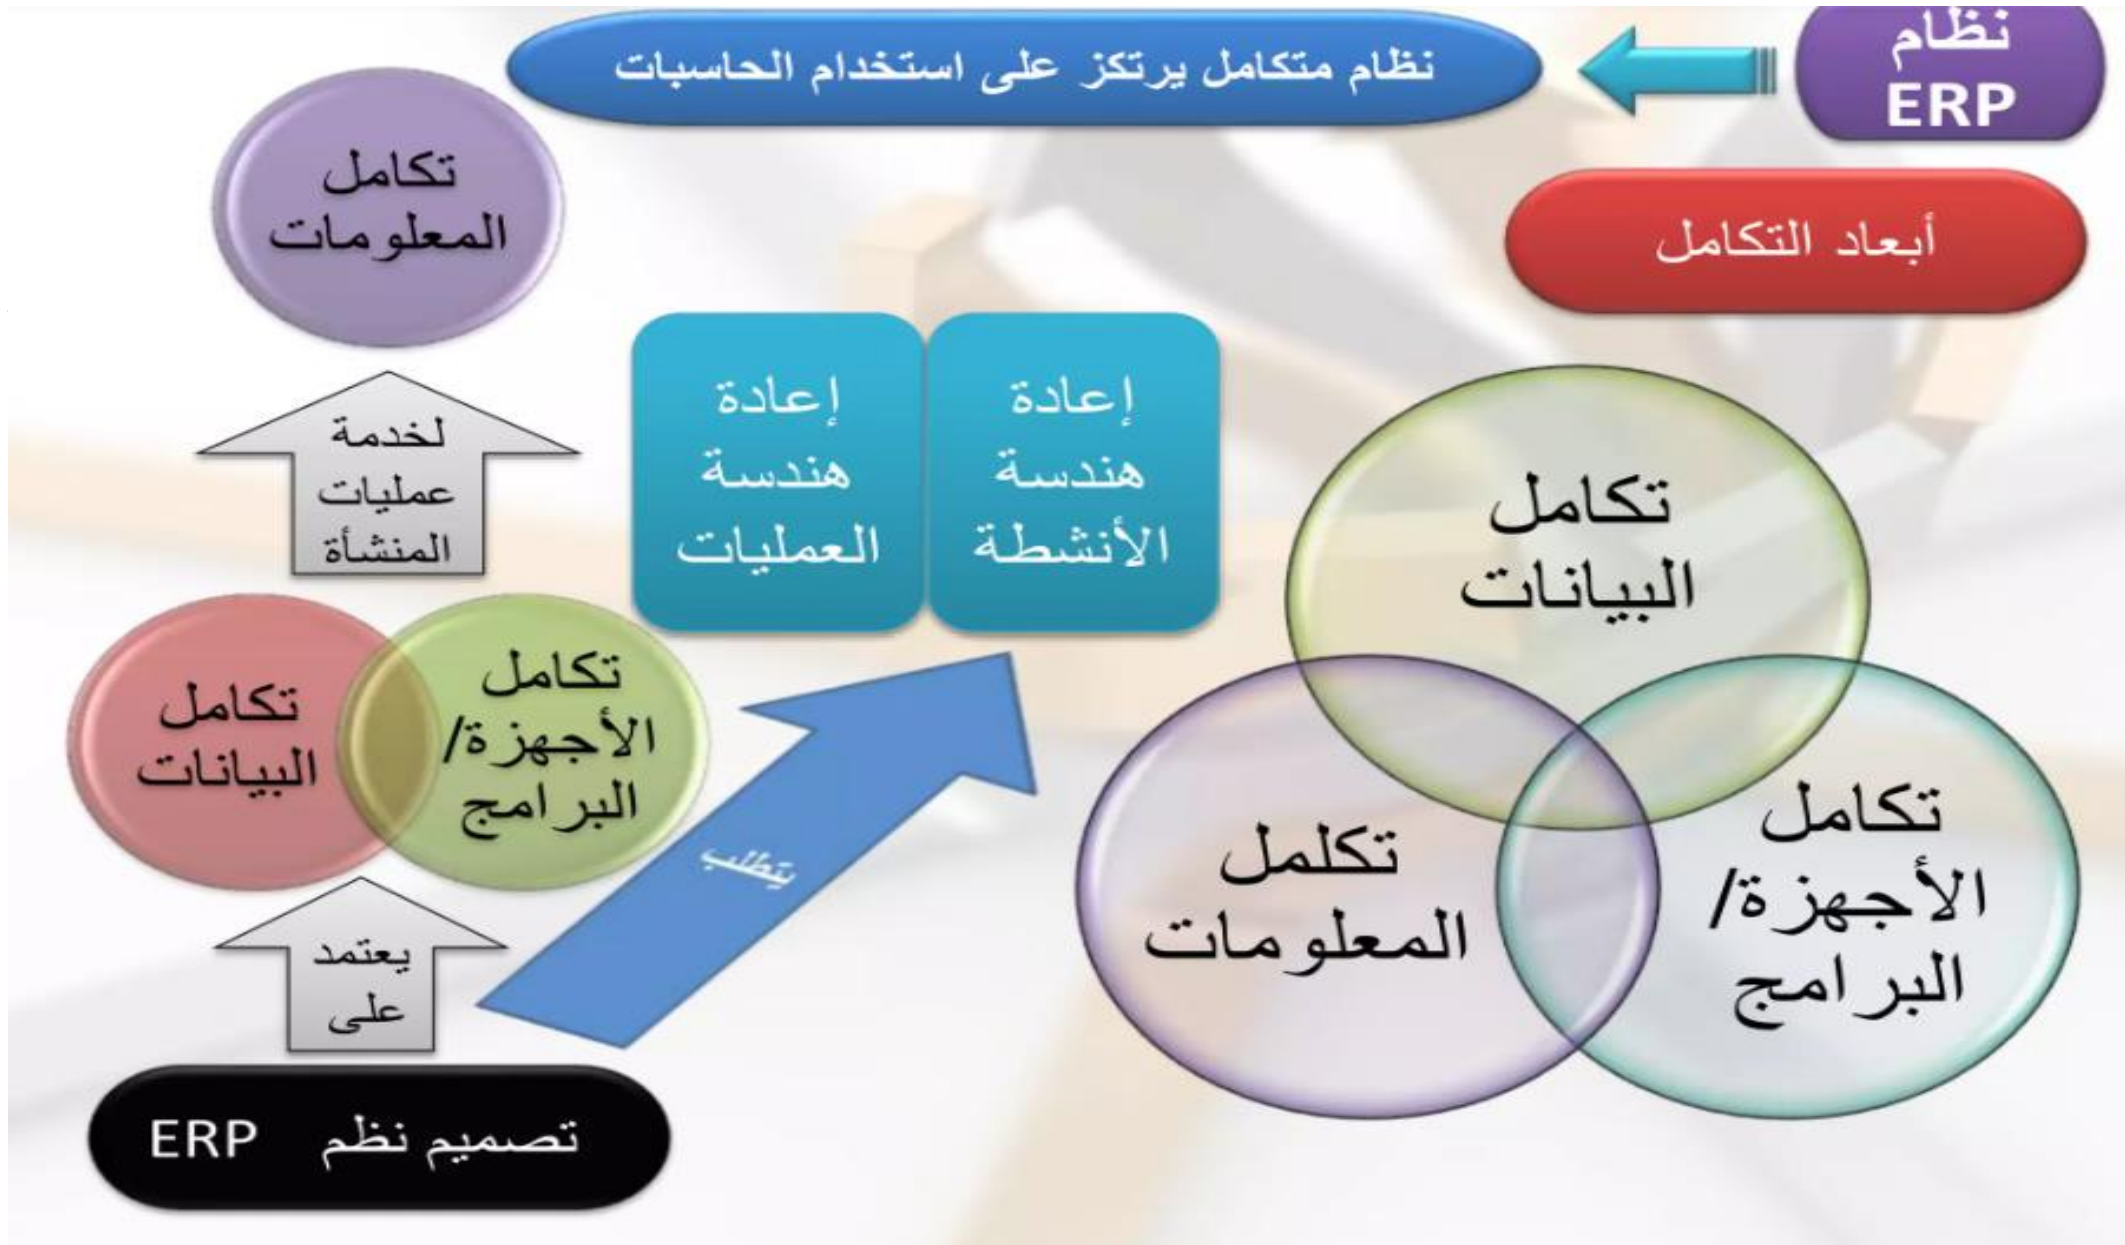 نظام
ERP
نظام متكامل يرتكز على استخدام الحاسبات
أبعاد التكامل
تكامل
البيانات
تكامل
الأجهزة/
البرامج
تكلمل
المعلومات
إعادة
هندسة
الأنشطة
إعادة
هندسة
العمليات
يتطلب
تكامل
المعلومات
لخدمة
عمليات
المنشأة
تكامل
الأجهزة/
البرامج
تكامل
البيانات
يعتمد
على
تصميم نظم ERP